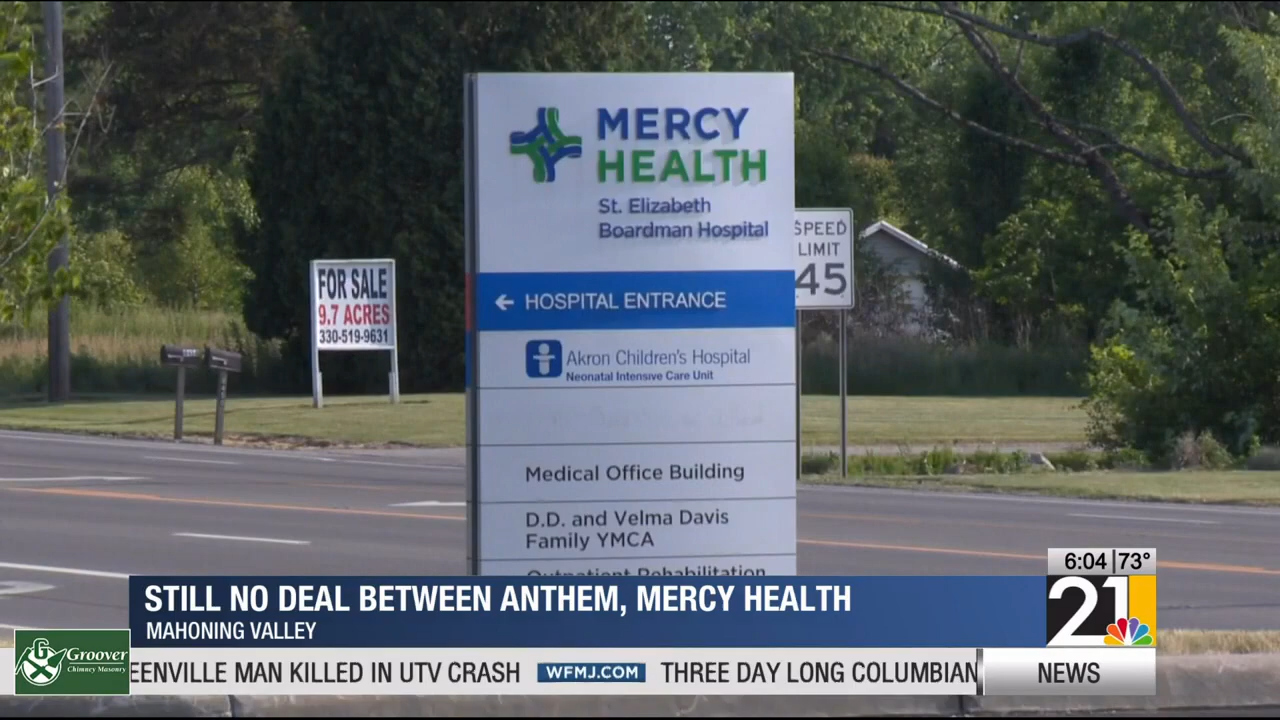 MERCY
HEALTH
St. Elizabeth
Boardman Hospital
SPEED
LIMIT
45
FOR SALE
9.7 ACRES
330-519-9631
← HOSPITAL ENTRANCE
Akron Children's Hospital
Neonatal Intensive Care Unit
Medical Office Building
D.D. and Velma Davis
Family YMCA
Outpatient Rehabilitation
6:04 73°
21
STILL NO DEAL BETWEEN ANTHEM, MERCY HEALTH
MAHONING VALLEY
G
Groover
Chimney Masonry
EENVILLE MAN KILLED IN UTV CRASH WFMJ.COM THREE DAY LONG COLUMBIAN
NEWS